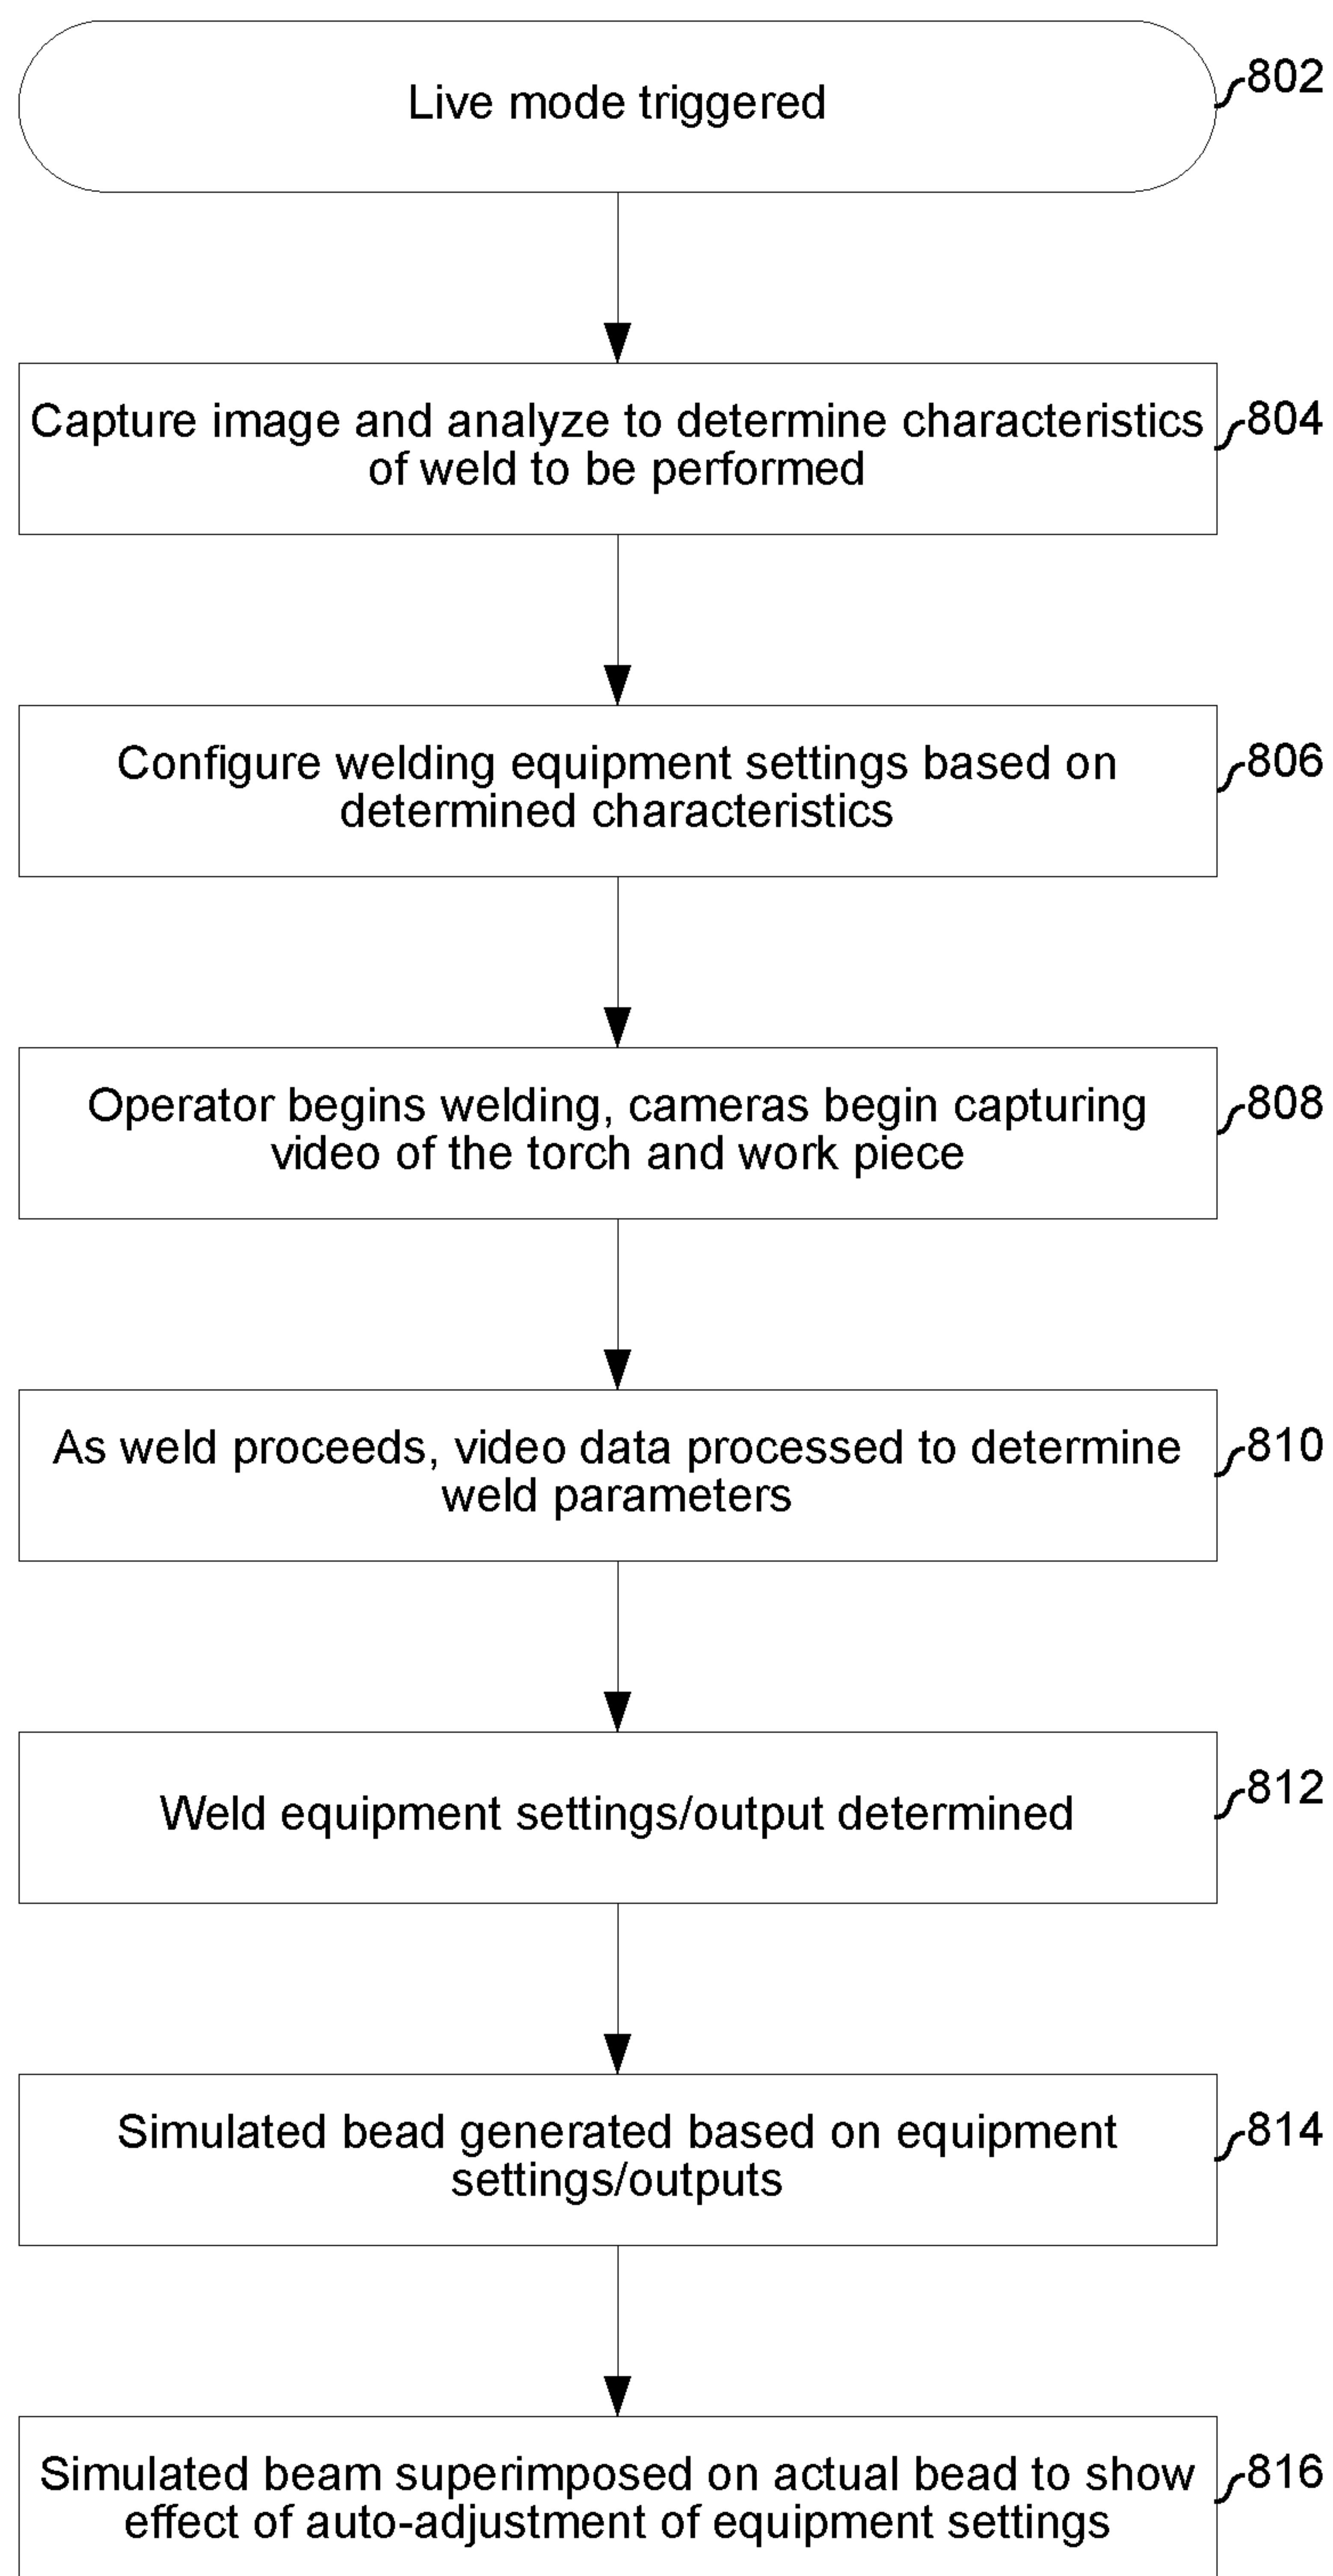 Live mode triggered
802
Capture image and analyze to determine characteristics
of weld to be performed
804
Configure welding equipment settings based on
determined characteristics
806
Operator begins welding, cameras begin capturing
video of the torch and work piece
808
As weld proceeds, video data processed to determine
weld parameters
810
Weld equipment settings/output determined
812
Simulated bead generated based on equipment
settings/outputs
814
Simulated beam superimposed on actual bead to show
effect of auto-adjustment of equipment settings
816